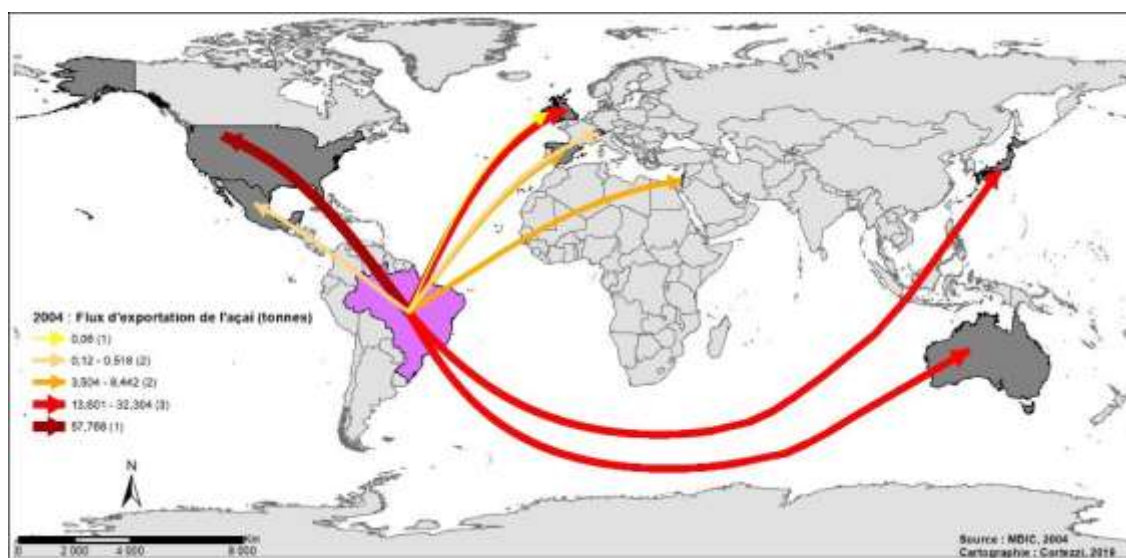 2004 : Flux d'exportation de l'açai (tonnes)
0,06 (1)
0,12 - 0,518 (2)
3,504 - 8,442 (2)
13,601 - 32,304 (3)
57,768 (1)
N
Km
0 2 000 4 000 8 000
Source : MDIC, 2004
Cartographie : Cortezzi, 2019